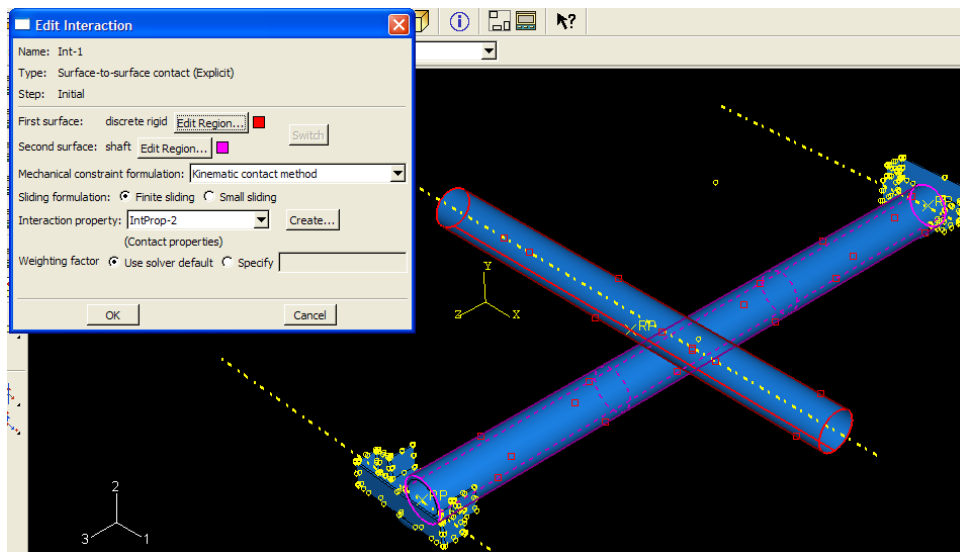 Edit Interaction
Name: Int-1
Type: Surface-to-surface contact (Explicit)
Step: Initial
First surface: discrete rigid Edit Region...
Switch
Second surface: shaft Edit Region...
Mechanical constraint formulation: Kinematic contact method
Sliding formulation: Finite sliding Small sliding
Interaction property: IntProp-2 Create...
(Contact properties)
Weighting factor Use solver default Specify
OK Cancel
RP
Y
Z X
RP
RP
2
3 1